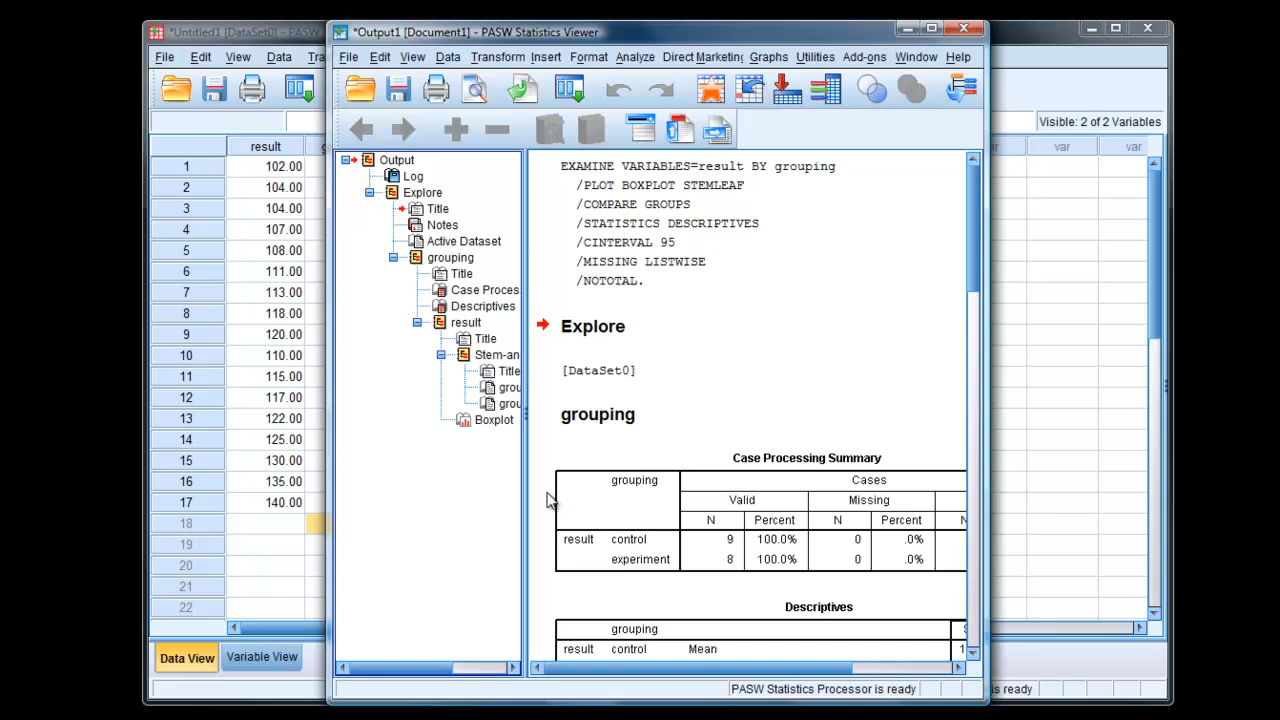 *Untitled1 [DataSet0] - PASW
*Output1 [Document1] - PASW Statistics Viewer
File Edit View Data Tra
File Edit View Data Transform Insert Format Analyze Direct Marketing Graphs Utilities Add-ons Window Help
Visible: 2 of 2 Variables
result
var
var
1 102.00
2 104.00
3 104.00
4 107.00
5 108.00
6 111.00
7 113.00
8 118.00
9 120.00
10 110.00
11 115.00
12 117.00
13 122.00
14 125.00
15 130.00
16 135.00
17 140.00
18
19
20
21
22
Data View Variable View
Output
Log
Explore
Title
Notes
Active Dataset
grouping
Title
Case Proces
Descriptives
result
Title
Stem-an
Title
grou
grou
Boxplot
EXAMINE VARIABLES=result BY grouping
/PLOT BOXPLOT STEMLEAF
/COMPARE GROUPS
/STATISTICS DESCRIPTIVES
/CINTERVAL 95
/MISSING LISTWISE
/NOTOTAL.
Explore
[DataSet0]
grouping
Case Processing Summary
grouping Cases
Valid Missing
N Percent N Percent N
result control 9 100.0% 0 .0%
experiment 8 100.0% 0 .0%
Descriptives
grouping
result control Mean 1
PASW Statistics Processor is ready
is ready